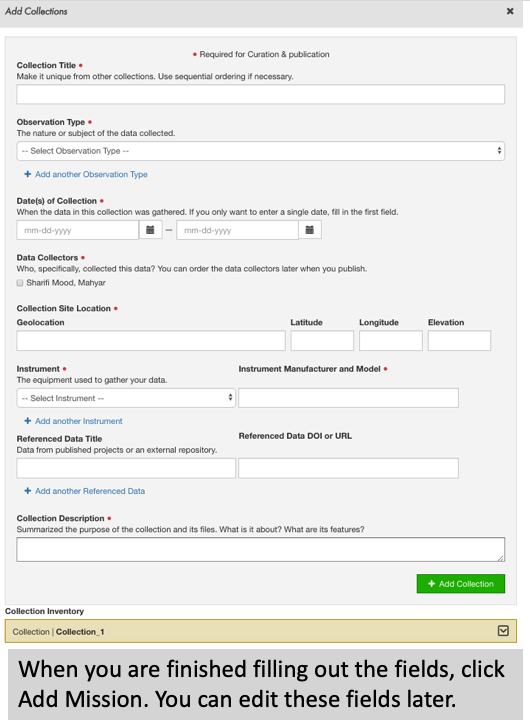 Add Collections ✖
• Required for Curation & publication
Collection Title •
Make it unique from other collections. Use sequential ordering if necessary.
Observation Type •
The nature or subject of the data collected.
-- Select Observation Type --
+ Add another Observation Type
Date(s) of Collection •
When the data in this collection was gathered. If you only want to enter a single date, fill in the first field.
mm-dd-yyyy – mm-dd-yyyy
Data Collectors •
Who, specifically, collected this data? You can order the data collectors later when you publish.
Sharifi Mood, Mahyar
Collection Site Location •
Geolocation Latitude Longitude Elevation
Instrument • Instrument Manufacturer and Model •
The equipment used to gather your data.
-- Select Instrument --
+ Add another Instrument
Referenced Data Title Referenced Data DOI or URL
Data from published projects or an external repository.
+ Add another Referenced Data
Collection Description •
Summarized the purpose of the collection and its files. What is it about? What are its features?
+ Add Collection
Collection Inventory
Collection | Collection_1
When you are finished filling out the fields, click
Add Mission. You can edit these fields later.